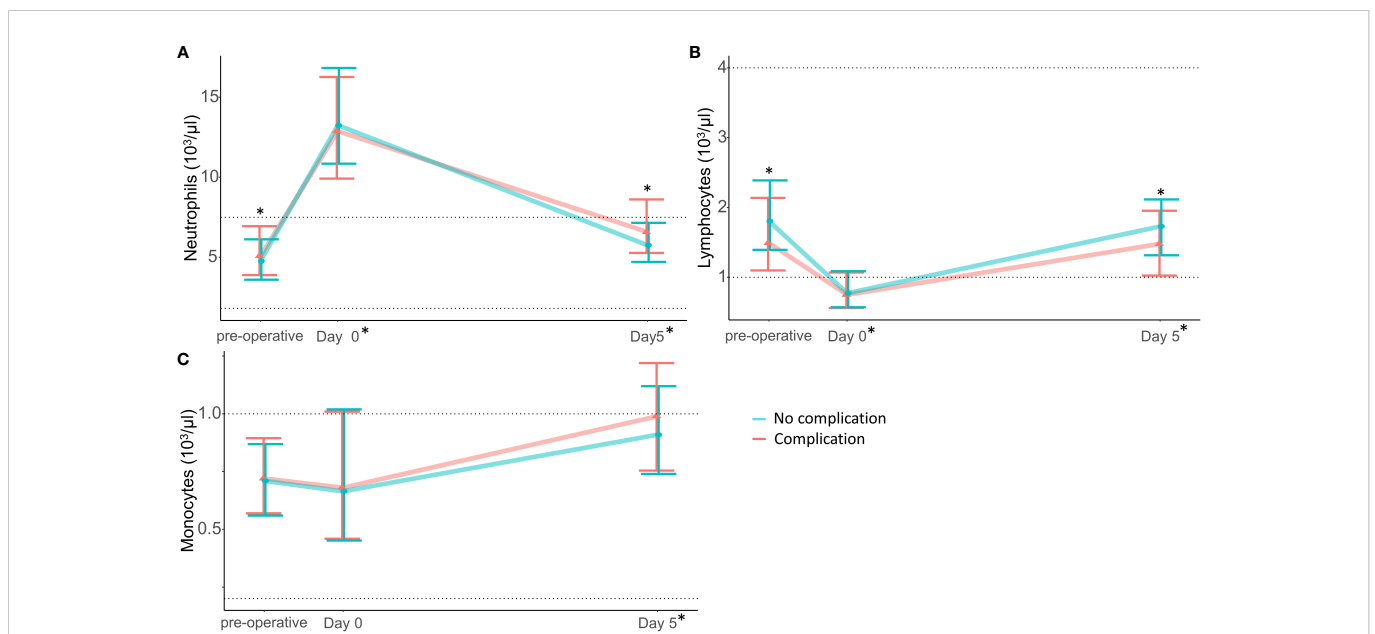 A
Neutrophils (10³/µl)
15
10
5
*
*
pre-operative Day 0* Day5*
B
Lymphocytes (10³/µl)
4
3
2
1
*
*
pre-operative Day 0* Day 5*
C
Monocytes (10³/µl)
1.0
0.5
pre-operative Day 0 Day 5*
No complication
Complication